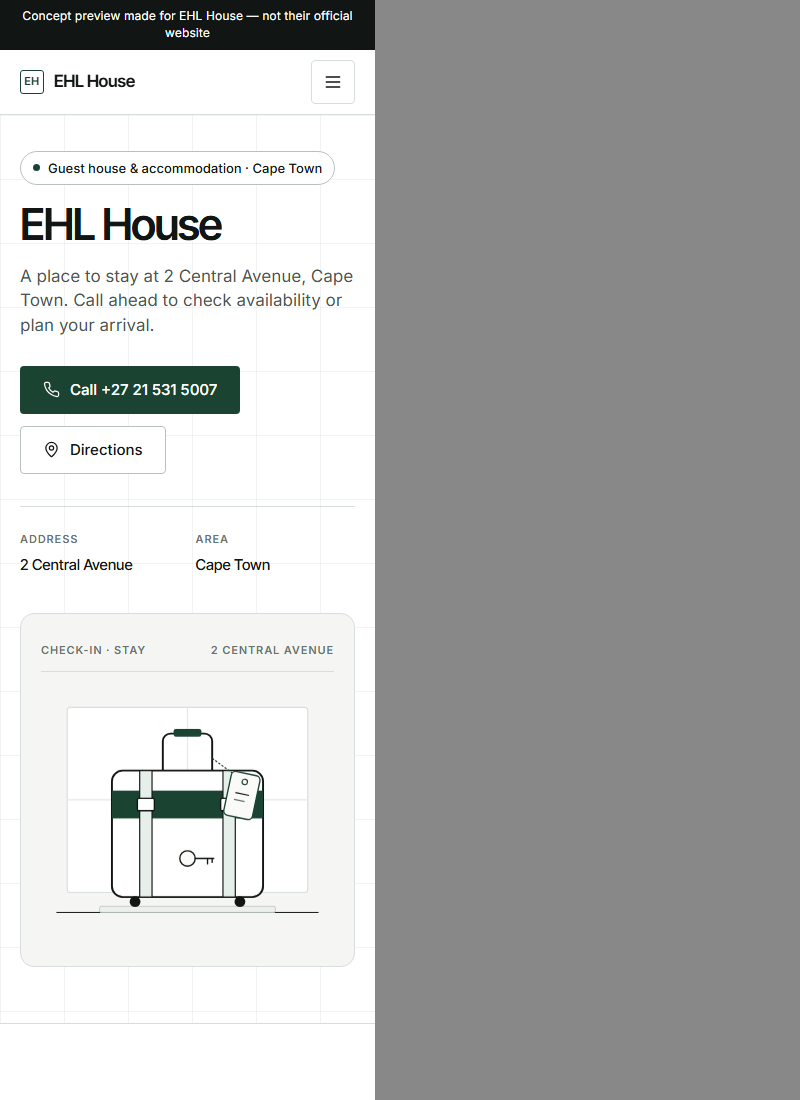 Concept preview made for EHL House — not their official
website
EH
EHL House
Guest house & accommodation · Cape Town
EHL House
A place to stay at 2 Central Avenue, Cape
Town. Call ahead to check availability or
plan your arrival.
Call +27 21 531 5007
Directions
ADDRESS
AREA
2 Central Avenue
Cape Town
CHECK-IN · STAY
2 CENTRAL AVENUE